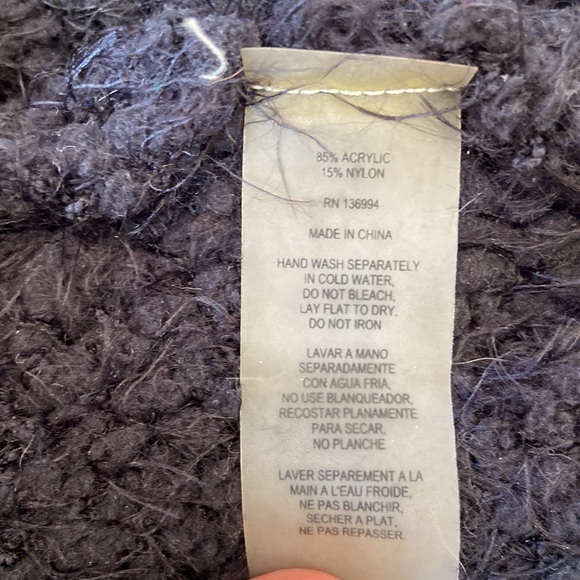 85% ACRYLIC
15% NYLON
RN 136994
MADE IN CHINA
HAND WASH SEPARATELY
IN COLD WATER,
DO NOT BLEACH,
LAY FLAT TO DRY,
DO NOT IRON
LAVAR A MANO
SEPARADAMENTE
CON AGUA FRIA,
NO USE BLANQUEADOR,
RECOSTAR PLANAMENTE
PARA SECAR,
NO PLANCHE
LAVER SEPAREMENT A LA
MAIN A L'EAU FROIDE,
NE PAS BLANCHIR,
SECHER A PLAT,
NE PAS REPASSER.